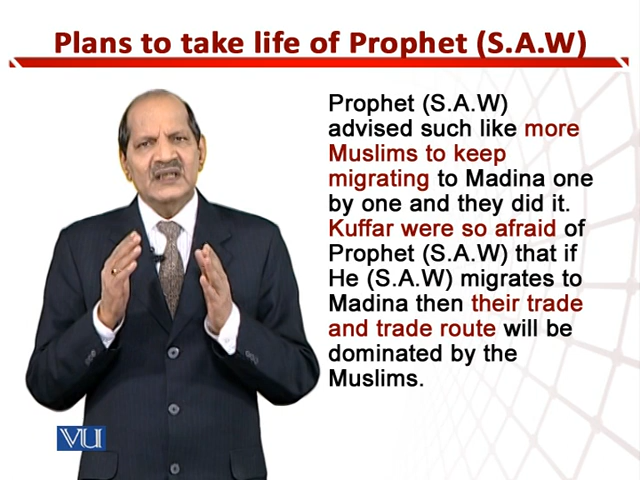 Plans to take life of Prophet (S.A.W)
Prophet (S.A.W)
advised such like more
Muslims to keep
migrating to Madina one
by one and they did it.
Kuffar were so afraid of
Prophet (S.A.W) that if
He (S.A.W) migrates to
Madina then their trade
and trade route will be
dominated by the
Muslims.
VU